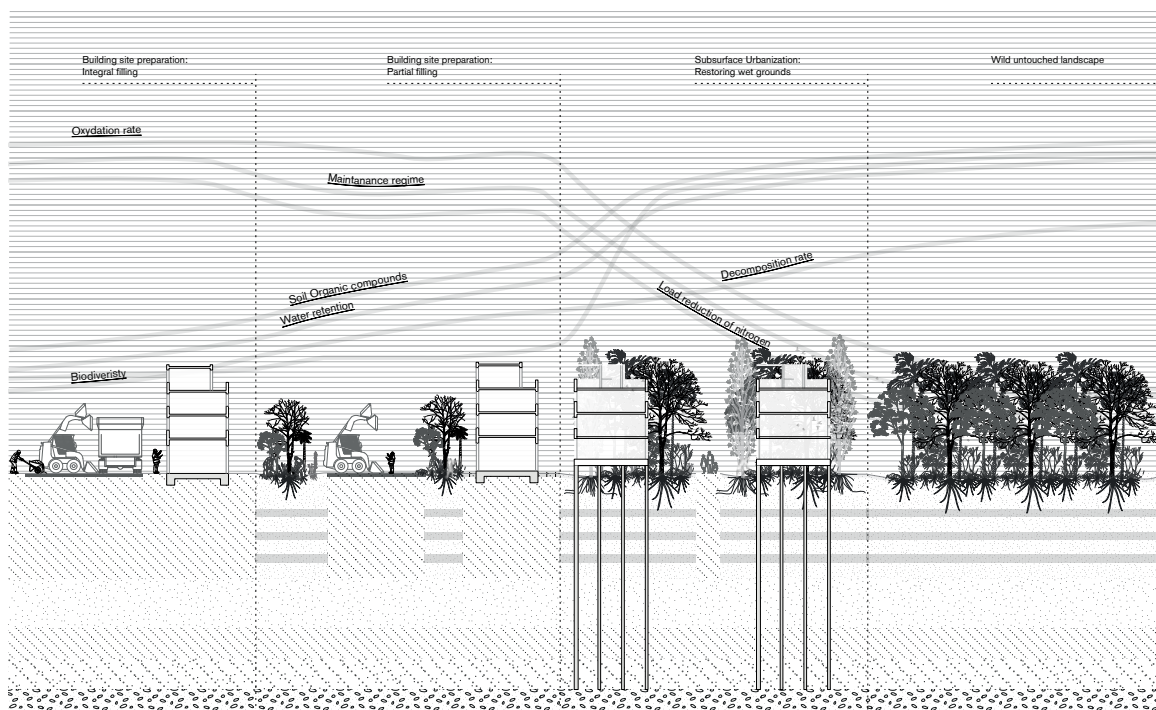 Building site preparation:
Integral filling
Building site preparation:
Partial filling
Subsurface Urbanization:
Restoring wet grounds
Wild untouched landscape
Oxydation rate
Maintanance regime
Decomposition rate
Soil Organic compounds
Load reduction of nitrogen
Water retention
Biodiveristy